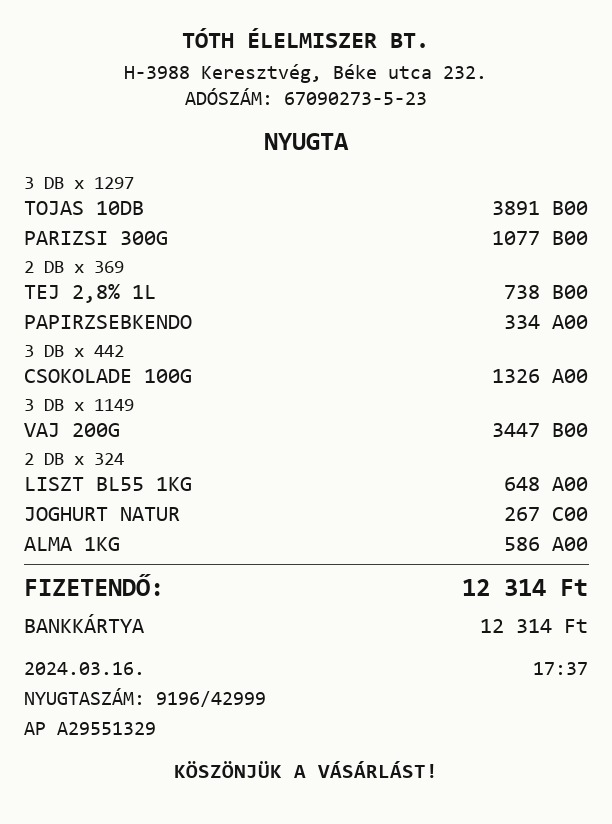 TÓTH ÉLELMISZER BT.
H-3988 Keresztvég, Béke utca 232.
ADÓSZÁM: 67090273-5-23
NYUGTA
3 DB x 1297
TOJAS 10DB 3891 B00
PARIZSI 300G 1077 B00
2 DB x 369
TEJ 2,8% 1L 738 B00
PAPIRZSEBKENDO 334 A00
3 DB x 442
CSOKOLADE 100G 1326 A00
3 DB x 1149
VAJ 200G 3447 B00
2 DB x 324
LISZT BL55 1KG 648 A00
JOGHURT NATUR 267 C00
ALMA 1KG 586 A00
FIZETENDŐ: 12 314 Ft
BANKKÁRTYA 12 314 Ft
2024.03.16. 17:37
NYUGTASZÁM: 9196/42999
AP A29551329
KÖSZÖNJÜK A VÁSÁRLÁST!